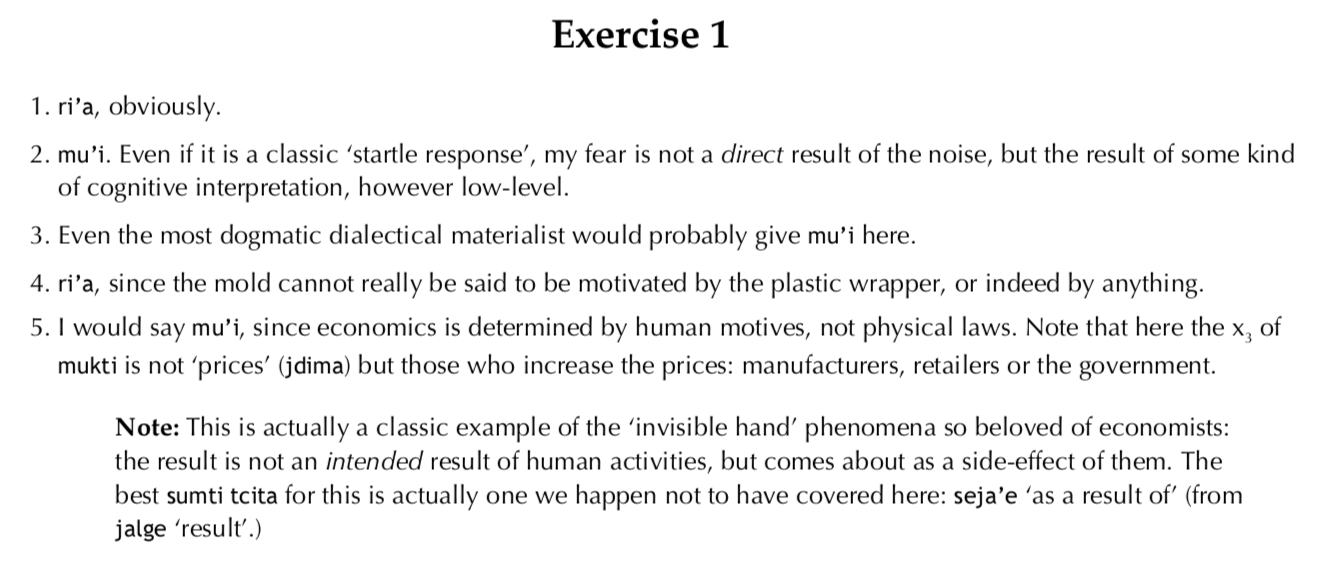 Exercise 1
1. ri’a, obviously.
2. mu’i. Even if it is a classic ‘startle response’, my fear is not a direct result of the noise, but the result of some kind
of cognitive interpretation, however low-level.
3. Even the most dogmatic dialectical materialist would probably give mu’i here.
4. ri’a, since the mold cannot really be said to be motivated by the plastic wrapper, or indeed by anything.
5. I would say mu’i, since economics is determined by human motives, not physical laws. Note that here the x₃ of
mukti is not ‘prices’ (jdima) but those who increase the prices: manufacturers, retailers or the government.
Note: This is actually a classic example of the ‘invisible hand’ phenomena so beloved of economists:
the result is not an intended result of human activities, but comes about as a side-effect of them. The
best sumti tcita for this is actually one we happen not to have covered here: seja’e ‘as a result of’ (from
jalge ‘result’.)